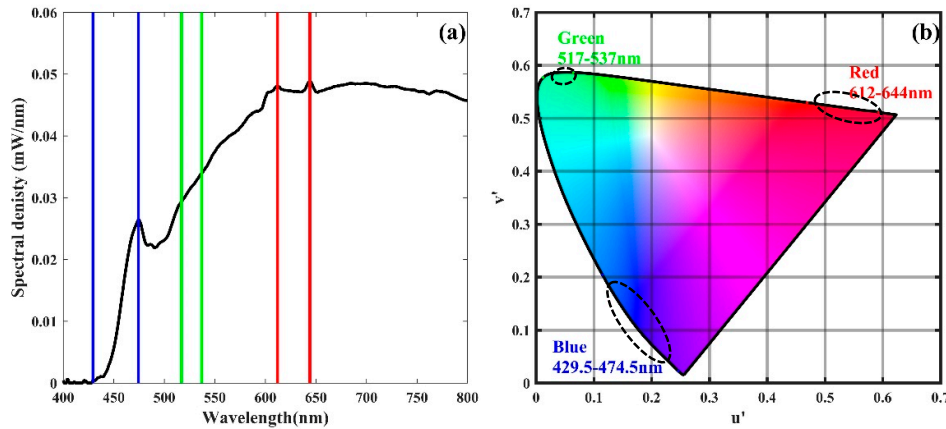 (a)
Spectral denisty (mW/nm)
0.06
0.05
0.04
0.03
0.02
0.01
0
400 450 500 550 600 650 700 750 800
Wavelength(nm)
(b)
v'
0.7
0.6
0.5
0.4
0.3
0.2
0.1
0
Green
517-537nm
Red
612-644nm
Blue
429.5-474.5nm
0 0.1 0.2 0.3 0.4 0.5 0.6 0.7
u'